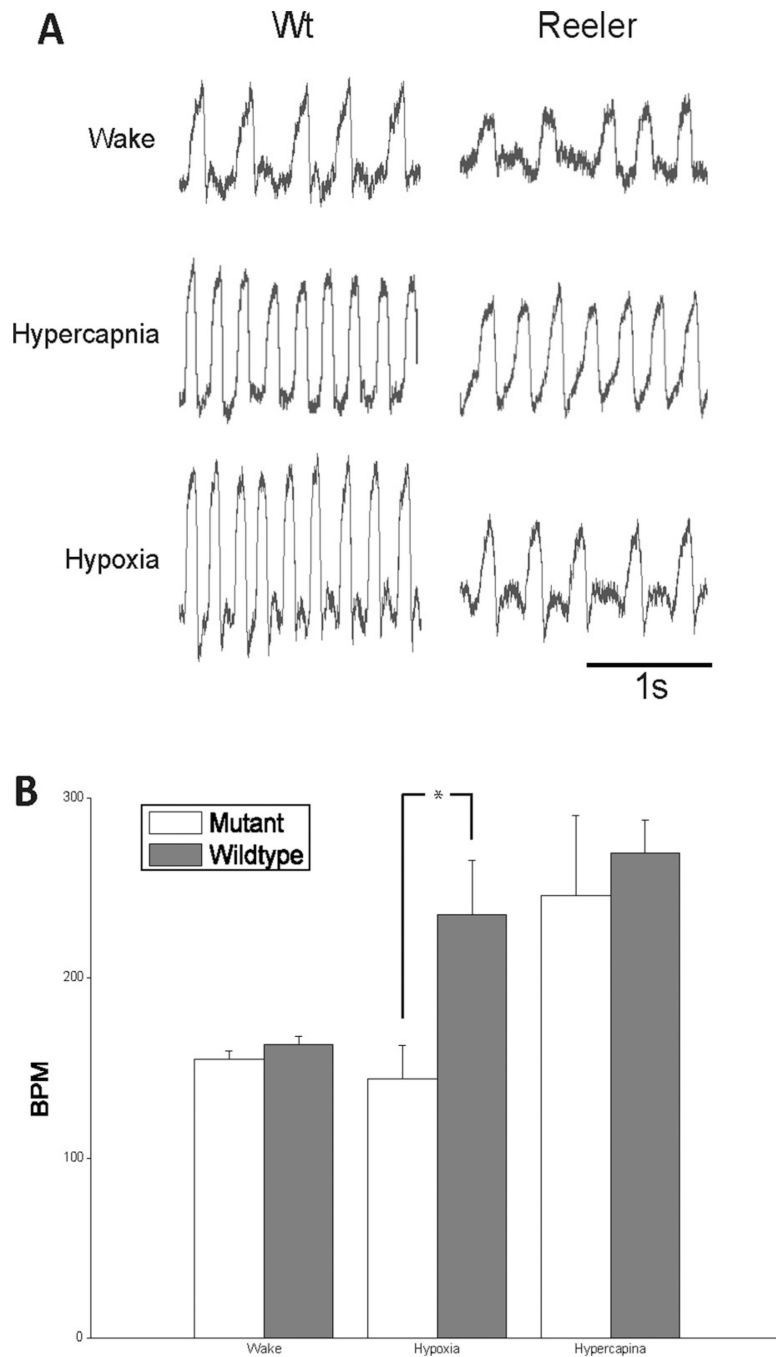 A Wt Reeler
Wake
Hypercapnia
Hypoxia
1s
B
300
Mutant
Wildtype
*
200
BPM
100
0
Wake Hypoxia Hypercapina